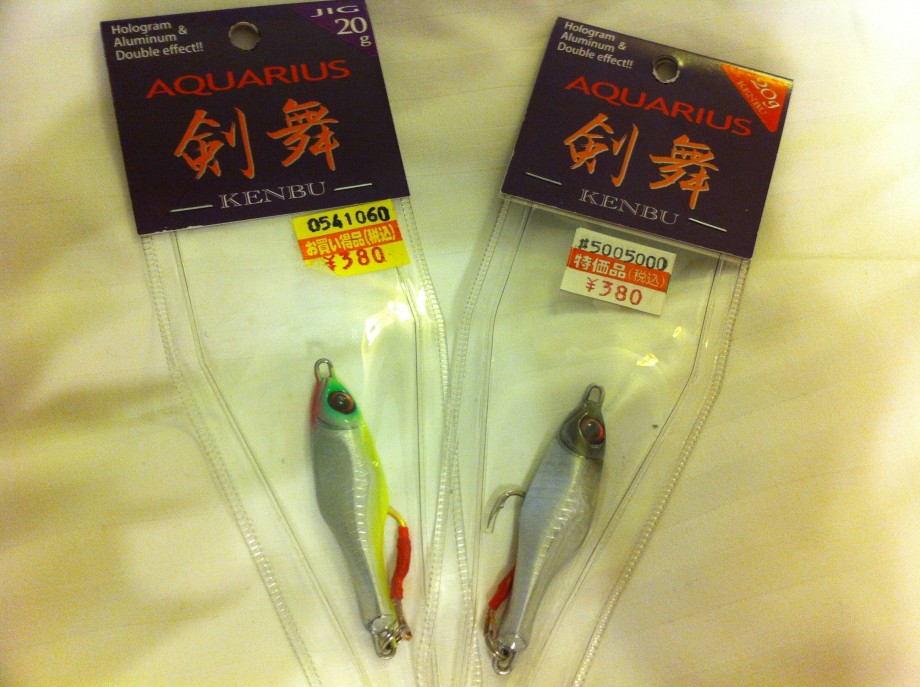 Hologram
Aluminum &
Double effect!!
JIG
20
g
AQUARIUS
剣舞
KENBU
0541060
お買い得品(税込)
¥380
Hologram
Aluminum &
Double effect!!
20g
KENBU
AQUARIUS
剣舞
KENBU
#5005000
特価品(税込)
¥380